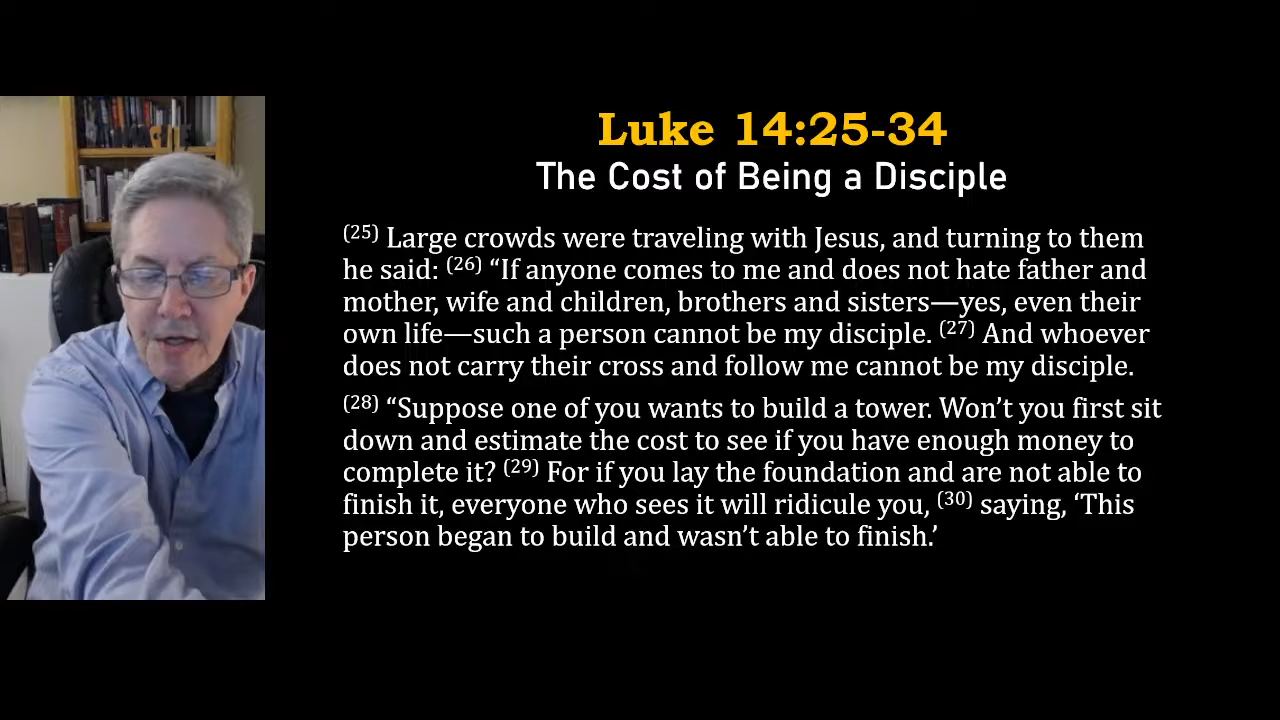 Luke 14:25-34
The Cost of Being a Disciple
(25) Large crowds were traveling with Jesus, and turning to them
he said: (26) “If anyone comes to me and does not hate father and
mother, wife and children, brothers and sisters—yes, even their
own life—such a person cannot be my disciple. (27) And whoever
does not carry their cross and follow me cannot be my disciple.
(28) “Suppose one of you wants to build a tower. Won’t you first sit
down and estimate the cost to see if you have enough money to
complete it? (29) For if you lay the foundation and are not able to
finish it, everyone who sees it will ridicule you, (30) saying, ‘This
person began to build and wasn’t able to finish.’